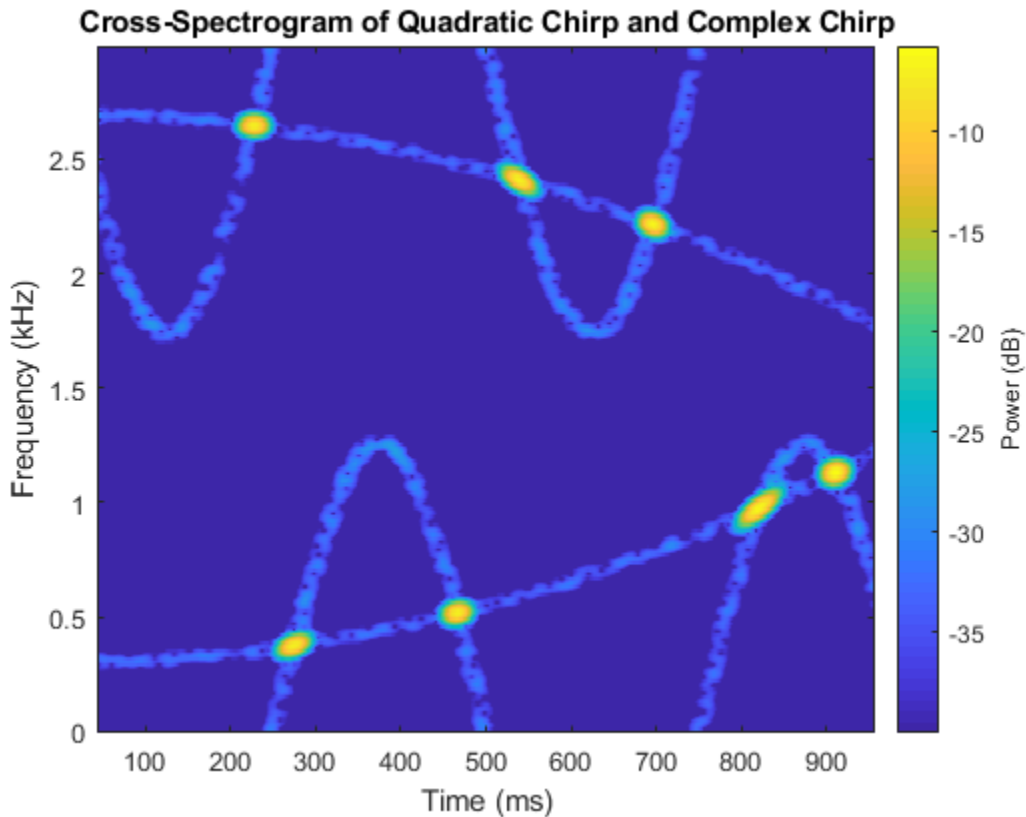 Cross-Spectrogram of Quadratic Chirp and Complex Chirp
Frequency (kHz)
2.5
2
1.5
1
0.5
0
100 200 300 400 500 600 700 800 900
Time (ms)
-10
-15
-20
-25
-30
-35
Power (dB)